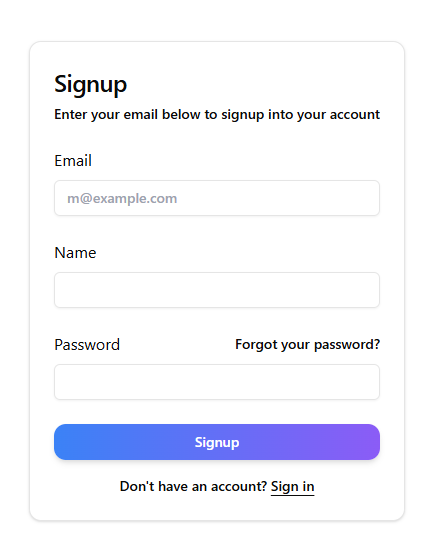 Signup
Enter your email below to signup into your account
Email
m@example.com
Name
Password Forgot your password?
Signup
Don't have an account? Sign in